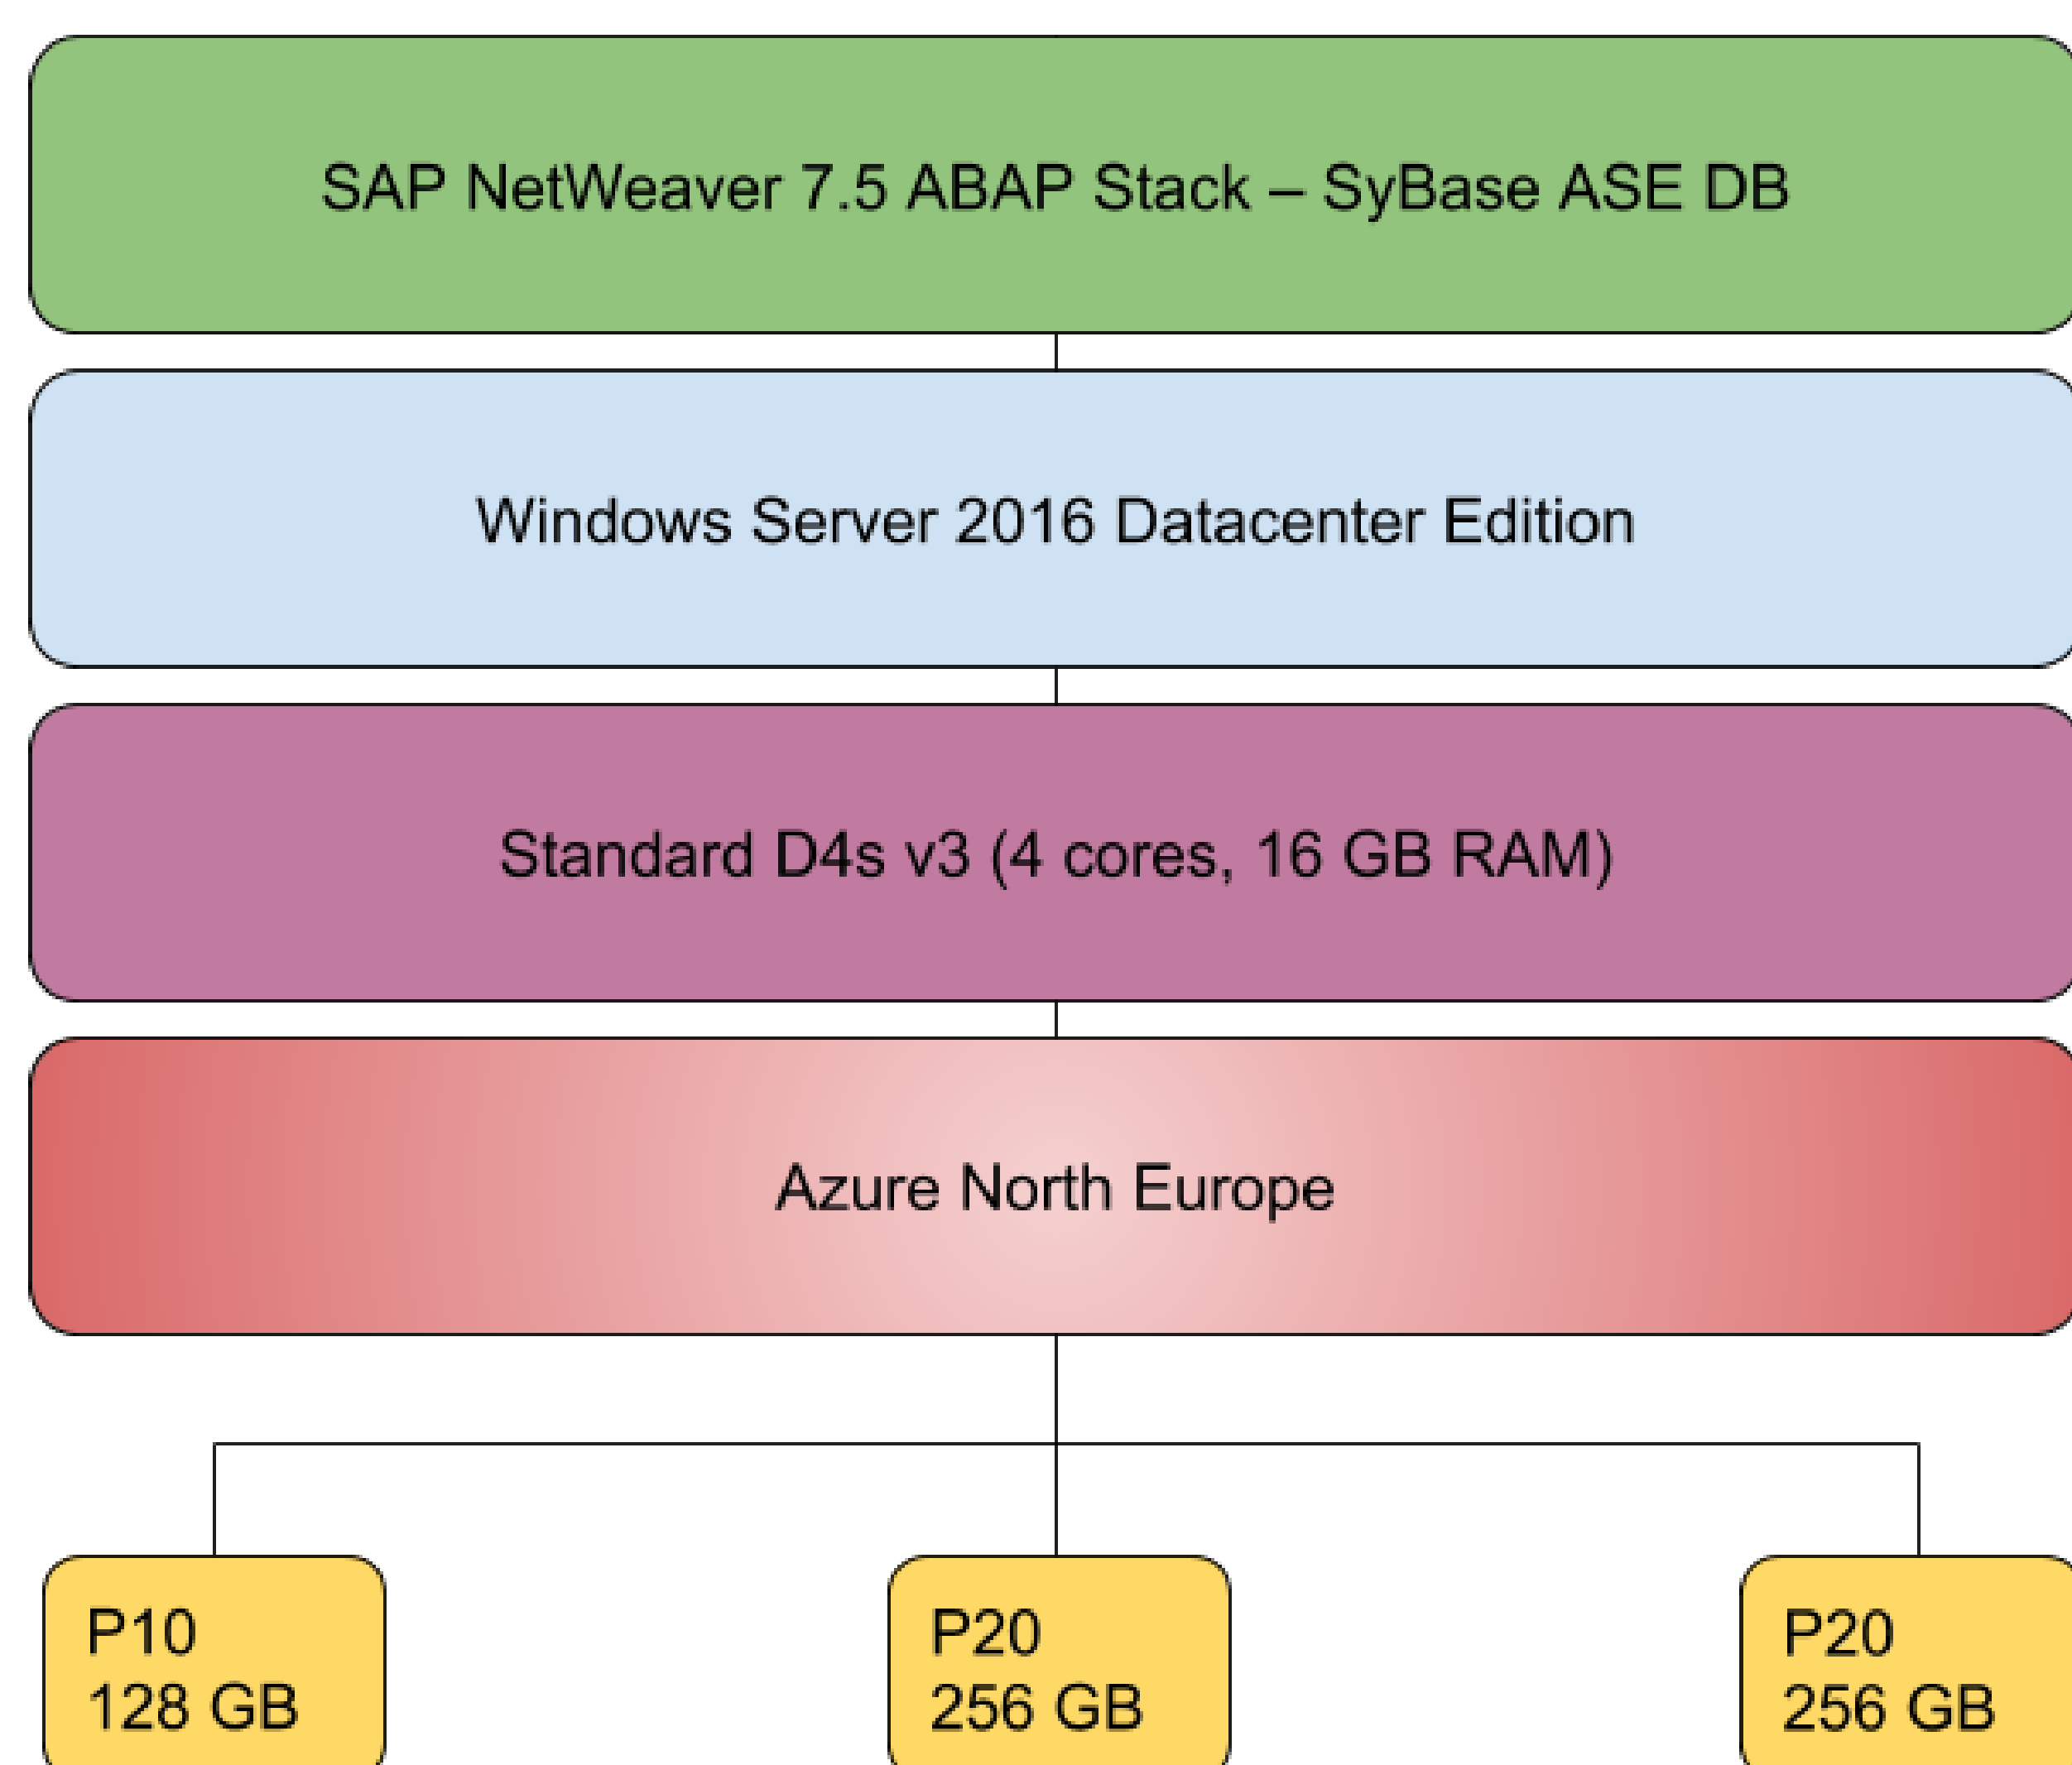 SAP NetWeaver 7.5 ABAP Stack – SyBase ASE DB
Windows Server 2016 Datacenter Edition
Standard D4s v3 (4 cores, 16 GB RAM)
Azure North Europe
P10
128 GB
P20
256 GB
P20
256 GB